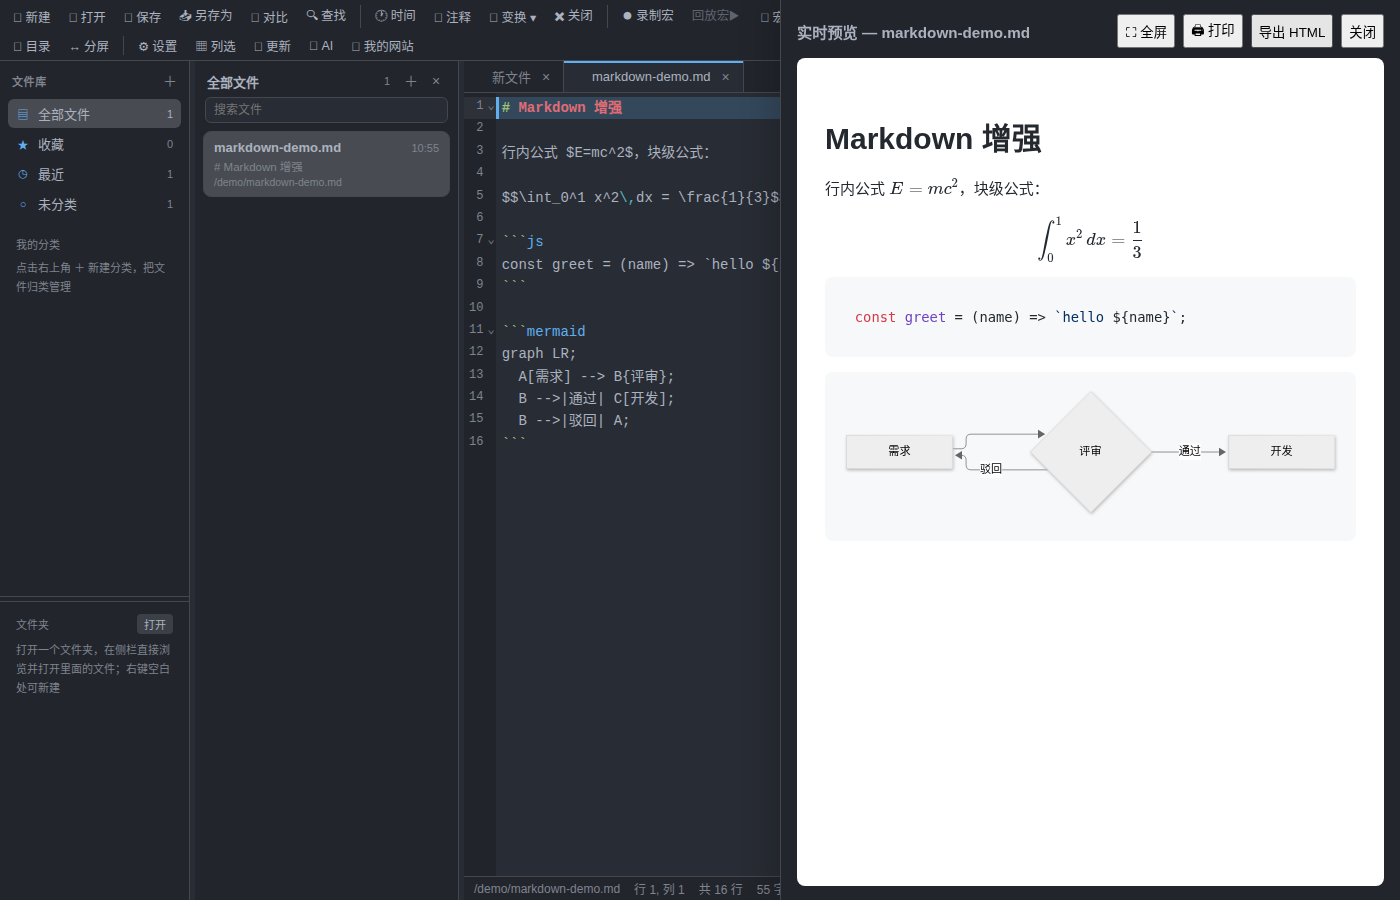 新建 打开 保存 另存为 对比 查找 时间 注释 变换 ▾ 关闭 录制宏 回放宏
目录 ↔ 分屏 设置 列选 更新 AI 我的网站
文件库 ＋
全部文件 1
收藏 0
最近 1
未分类 1
我的分类
点击右上角 ＋ 新建分类，把文
件归类管理
文件夹 打开
打开一个文件夹，在侧栏直接浏
览并打开里面的文件；右键空白
处可新建
全部文件 1 ＋ ×
搜索文件
markdown-demo.md 10:55
# Markdown 增强
/demo/markdown-demo.md
新文件 × markdown-demo.md ×
1 # Markdown 增强
2
3 行内公式 $E=mc^2$，块级公式：
4
5 $$\int_0^1 x^2\,dx = \frac{1}{3}$
6
7 ```js
8 const greet = (name) => `hello ${
9 ```
10
11 ```mermaid
12 graph LR;
13 A[需求] --> B{评审};
14 B -->|通过| C[开发];
15 B -->|驳回| A;
16 ```
/demo/markdown-demo.md 行 1, 列 1 共 16 行 55
实时预览 — markdown-demo.md 全屏 打印 导出 HTML 关闭
Markdown 增强
行内公式 E = mc²，块级公式：
∫₀¹ x² dx = 1/3
const greet = (name) => `hello ${name}`;
需求 评审 通过 开发
驳回